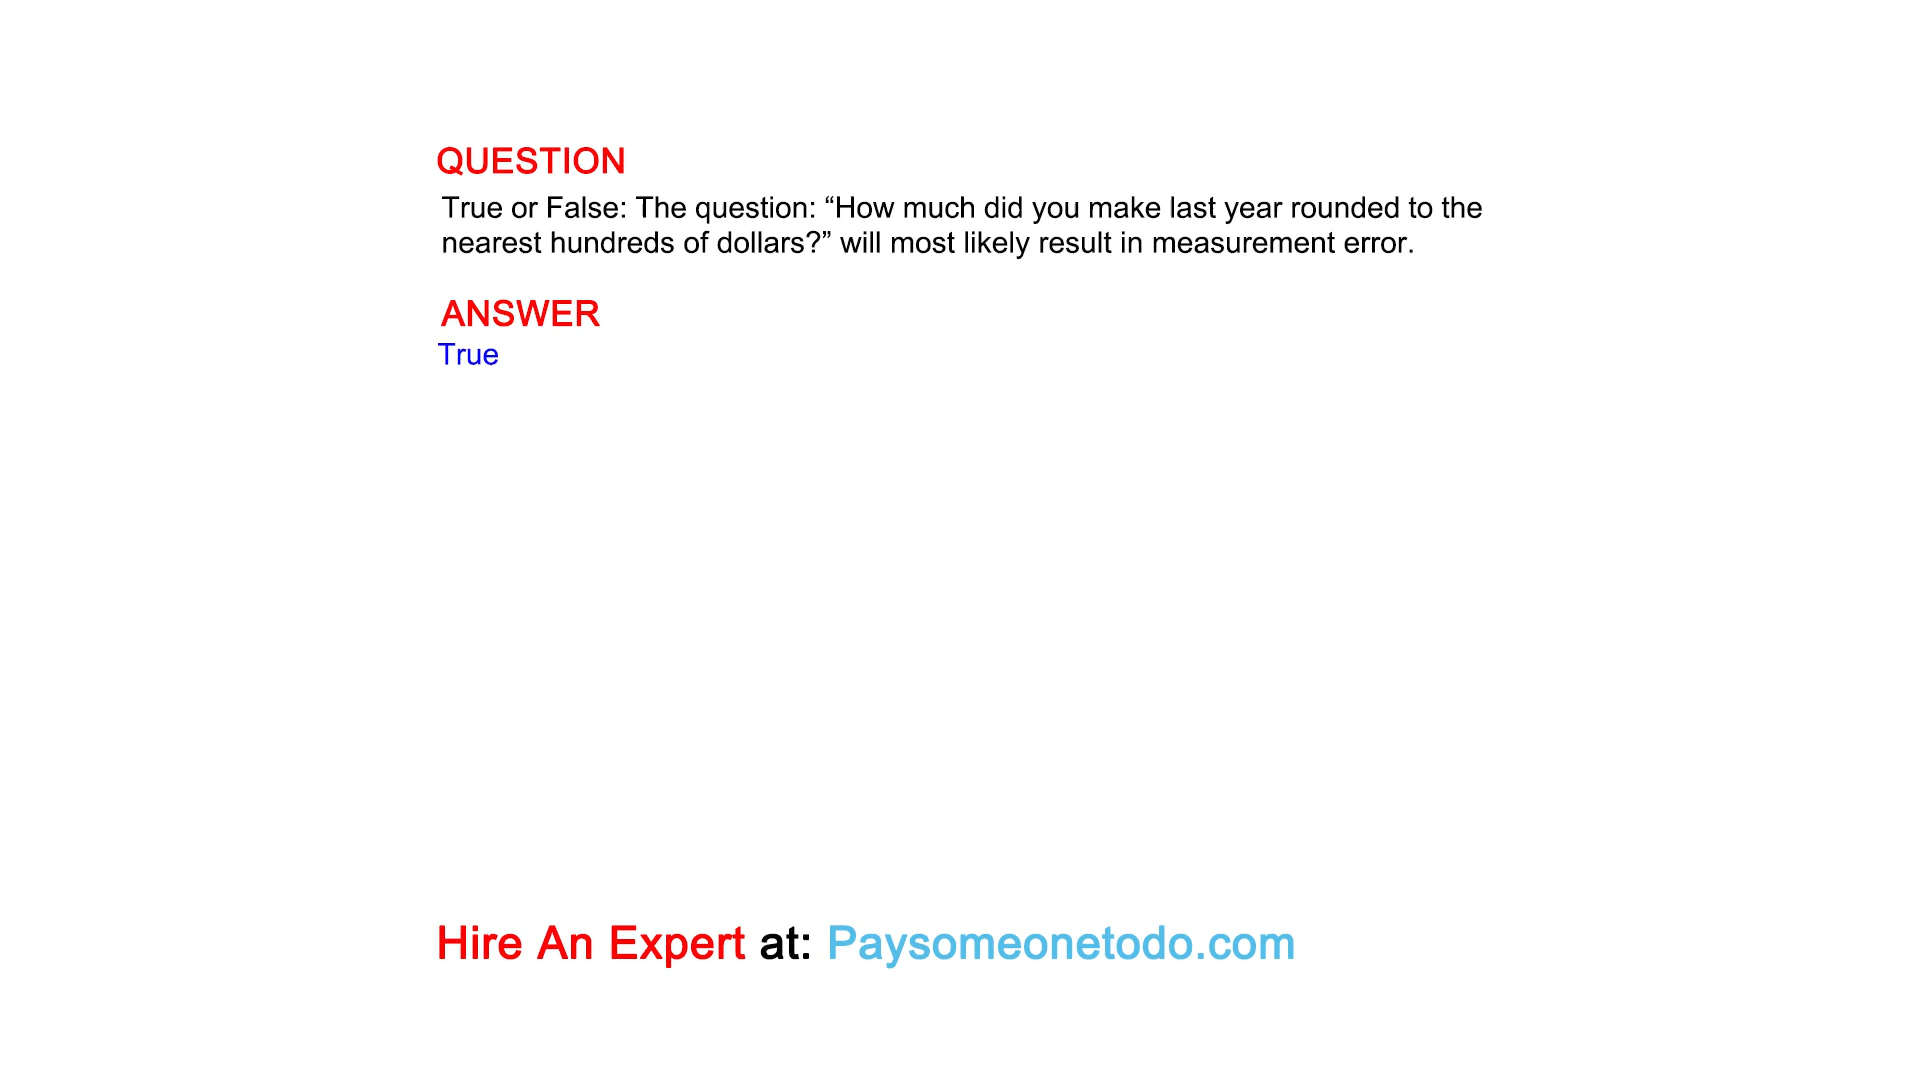 QUESTION
True or False: The question: “How much did you make last year rounded to the
nearest hundreds of dollars?” will most likely result in measurement error.
ANSWER
True
Hire An Expert at: Paysomeonetodo.com